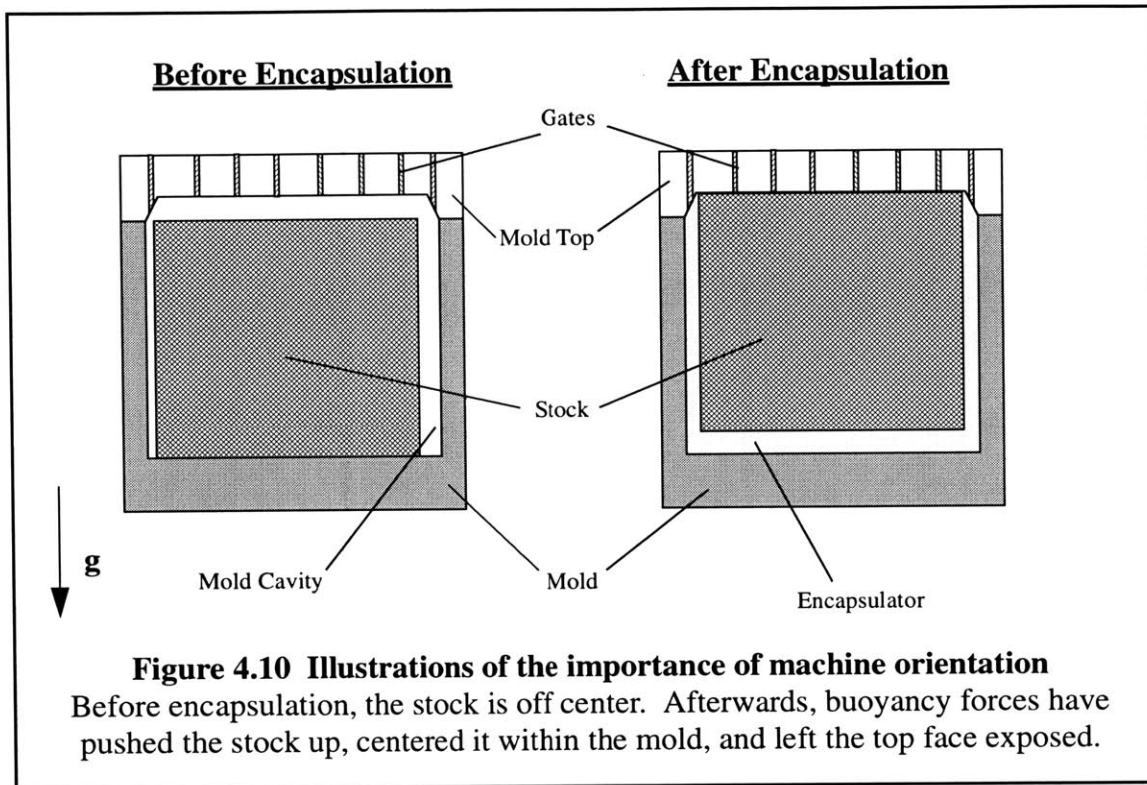 Before Encapsulation
After Encapsulation
Gates
Mold Top
Stock
g
Mold Cavity
Mold
Encapsulator
Figure 4.10 Illustrations of the importance of machine orientation
Before encapsulation, the stock is off center. Afterwards, buoyancy forces have
pushed the stock up, centered it within the mold, and left the top face exposed.